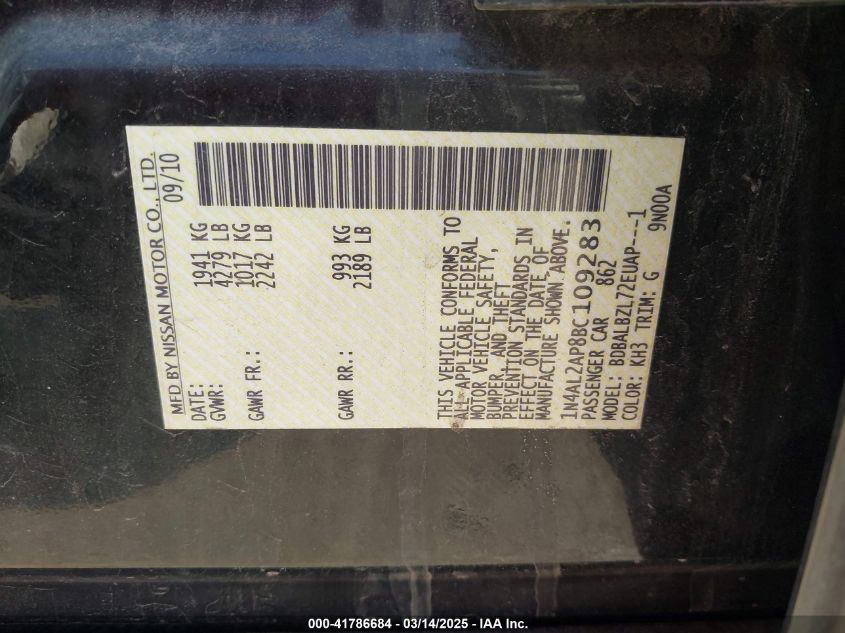 MFD BY NISSAN MOTOR CO., LTD.
DATE: 09/10
GVWR: 1941 KG
4279 LB
GAWR FR.: 1017 KG
2242 LB
GAWR RR.: 993 KG
2189 LB
THIS VEHICLE CONFORMS TO
ALL APPLICABLE FEDERAL
MOTOR VEHICLE SAFETY,
BUMPER, AND THEFT
PREVENTION STANDARDS IN
EFFECT ON THE DATE OF
MANUFACTURE SHOWN ABOVE.
1N4AL2AP8BC109283
PASSENGER CAR 862
MODEL: BDBALBZL72EUAP---1
COLOR: KH3 TRIM: G 9N00A
000-41786684 - 03/14/2025 - IAA Inc.